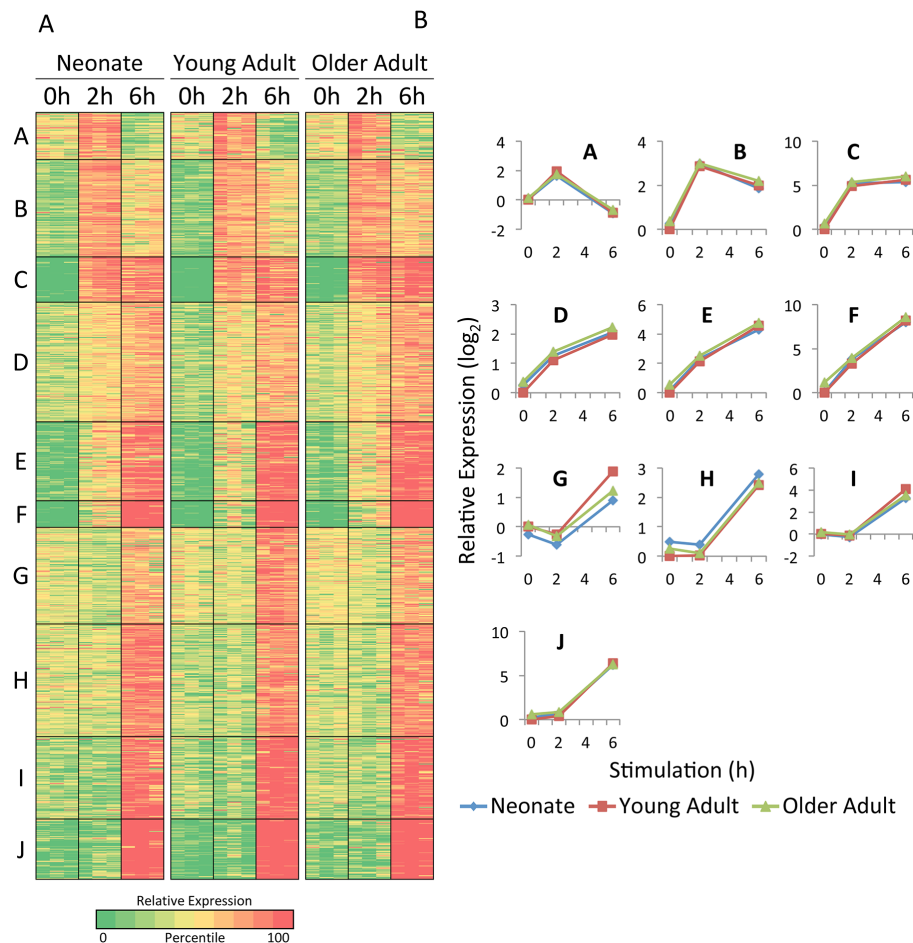 A
B
Neonate Young Adult Older Adult
0h 2h 6h 0h 2h 6h 0h 2h 6h
A
B
C
D
E
F
G
H
I
J
Relative Expression
0 Percentile 100
Relative Expression (log2)
A
4
2
0
-2
0 2 4 6
B
4
2
0
0 2 4 6
C
10
5
0
0 2 4 6
D
3
2
1
0
0 2 4 6
E
6
4
2
0
0 2 4 6
F
10
5
0
0 2 4 6
G
2
1
0
-1
0 2 4 6
H
3
2
1
0
0 2 4 6
I
6
4
2
0
-2
0 2 4 6
J
10
5
0
0 2 4 6
Stimulation (h)
Neonate Young Adult Older Adult